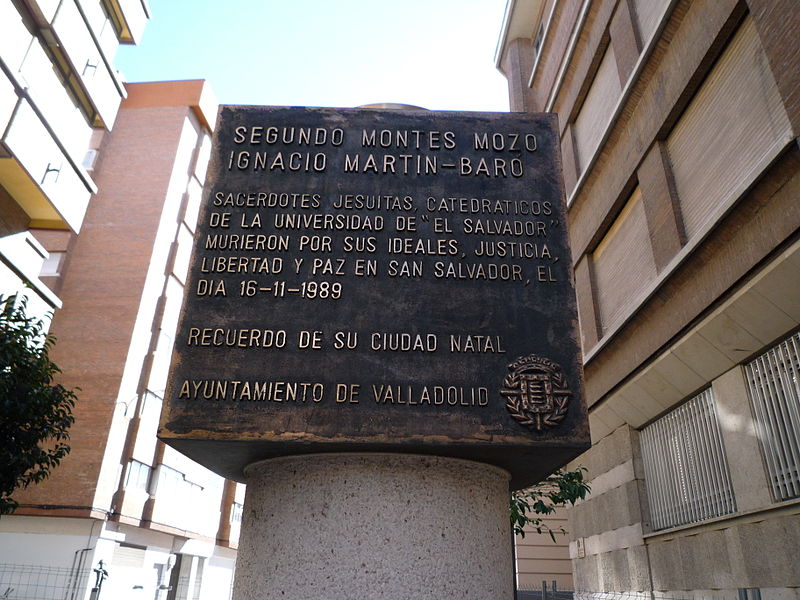 SEGUNDO MONTES MOZO
IGNACIO MARTIN-BARÓ
SACERDOTES JESUITAS, CATEDRATICOS
DE LA UNIVERSIDAD DE "EL SALVADOR"
MURIERON POR SUS IDEALES, JUSTICIA,
LIBERTAD Y PAZ EN SAN SALVADOR, EL
DIA 16-11-1989
RECUERDO DE SU CIUDAD NATAL
AYUNTAMIENTO DE VALLADOLID